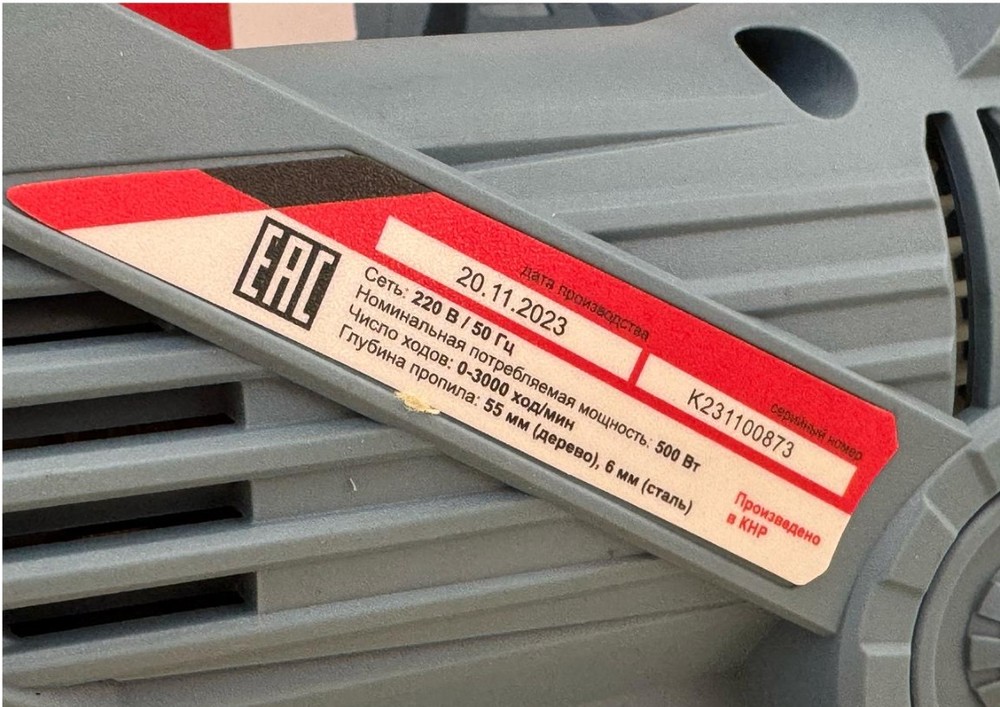 EAC
дата производства
20.11.2023
серийный номер
K231100873
Сеть: 220 В / 50 Гц
Номинальная потребляемая мощность: 500 Вт
Число ходов: 0-3000 ход/мин
Глубина пропила: 55 мм (дерево), 6 мм (сталь)
Произведено
в КНР